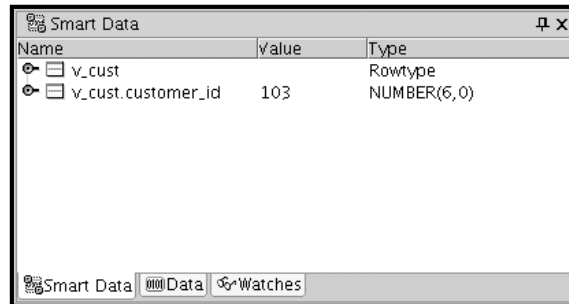 Smart Data
Name Value Type
v_cust Rowtype
v_cust.customer_id 103 NUMBER(6,0)
Smart Data Data Watches